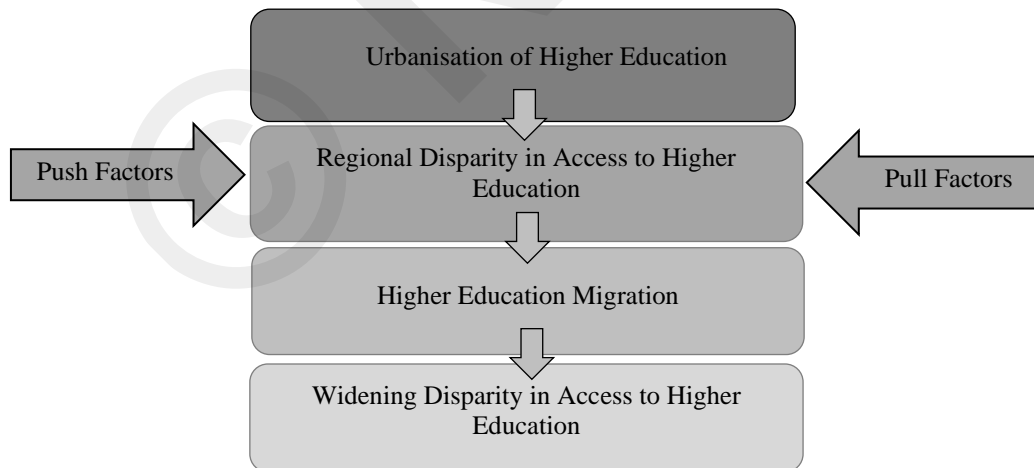 Urbanisation of Higher Education
Push Factors
Regional Disparity in Access to Higher
Education
Pull Factors
Higher Education Migration
Widening Disparity in Access to Higher
Education